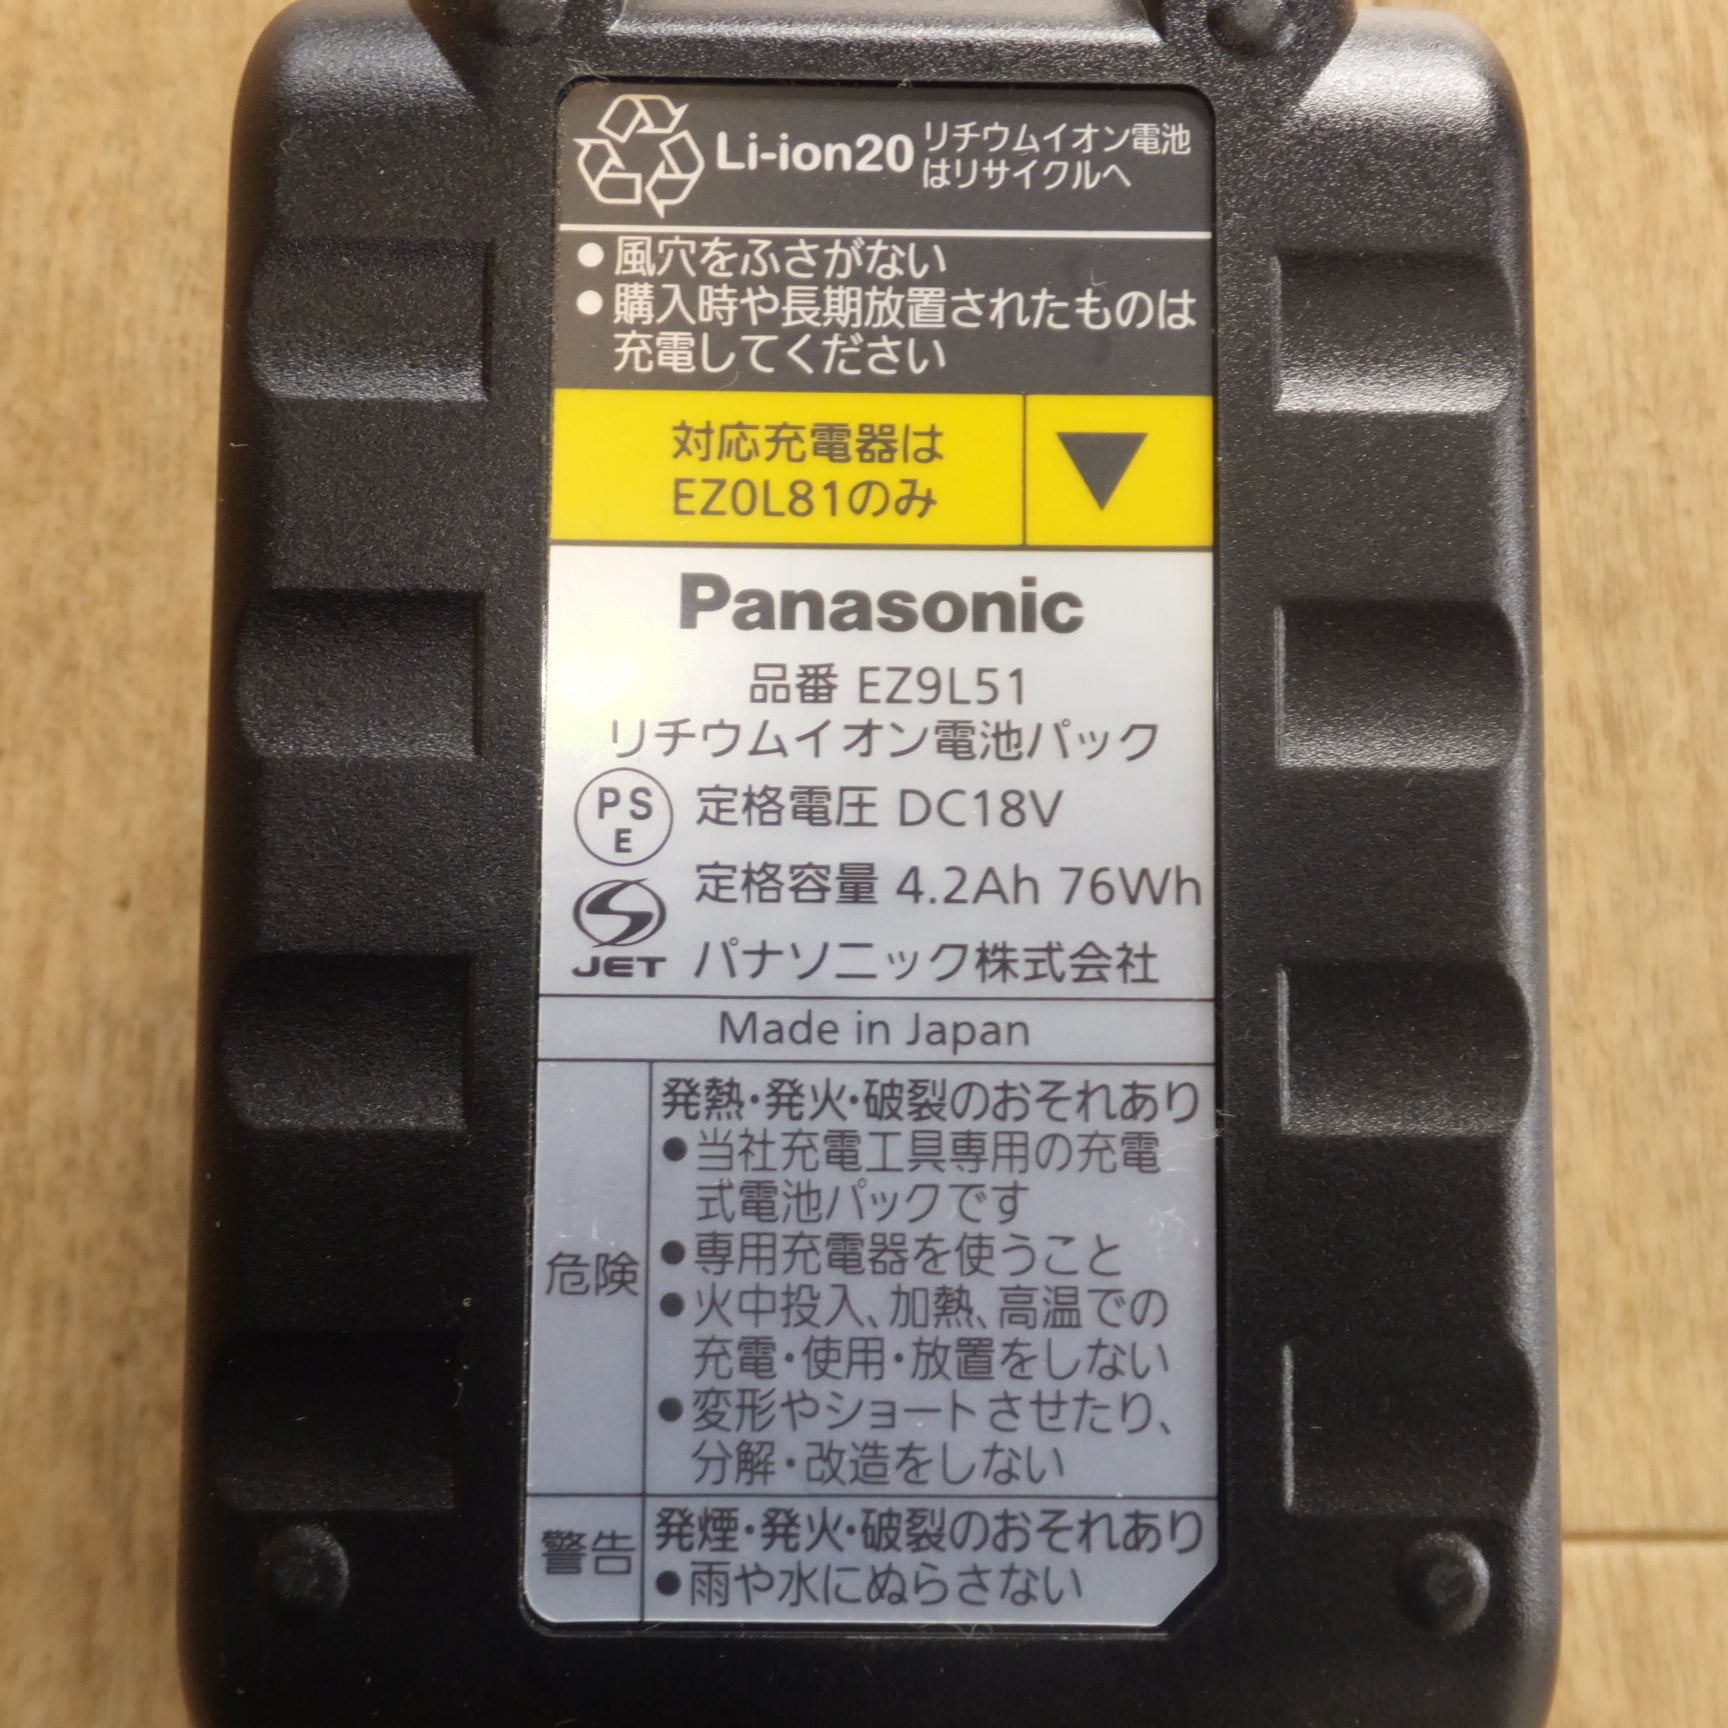 Li-ion20
リチウムイオン電池
はリサイクルへ
●風穴をふさがない
●購入時や長期放置されたものは
充電してください
対応充電器は
EZ0L81のみ
▼
Panasonic
品番 EZ9L51
リチウムイオン電池パック
PS
E
定格電圧 DC18V
定格容量 4.2Ah 76Wh
JET
パナソニック株式会社
Made in Japan
危険
発熱・発火・破裂のおそれあり
●当社充電工具専用の充電
式電池パックです
●専用充電器を使うこと
●火中投入、加熱、高温での
充電・使用・放置をしない
●変形やショートさせたり、
分解・改造をしない
警告
発煙・発火・破裂のおそれあり
●雨や水にぬらさない